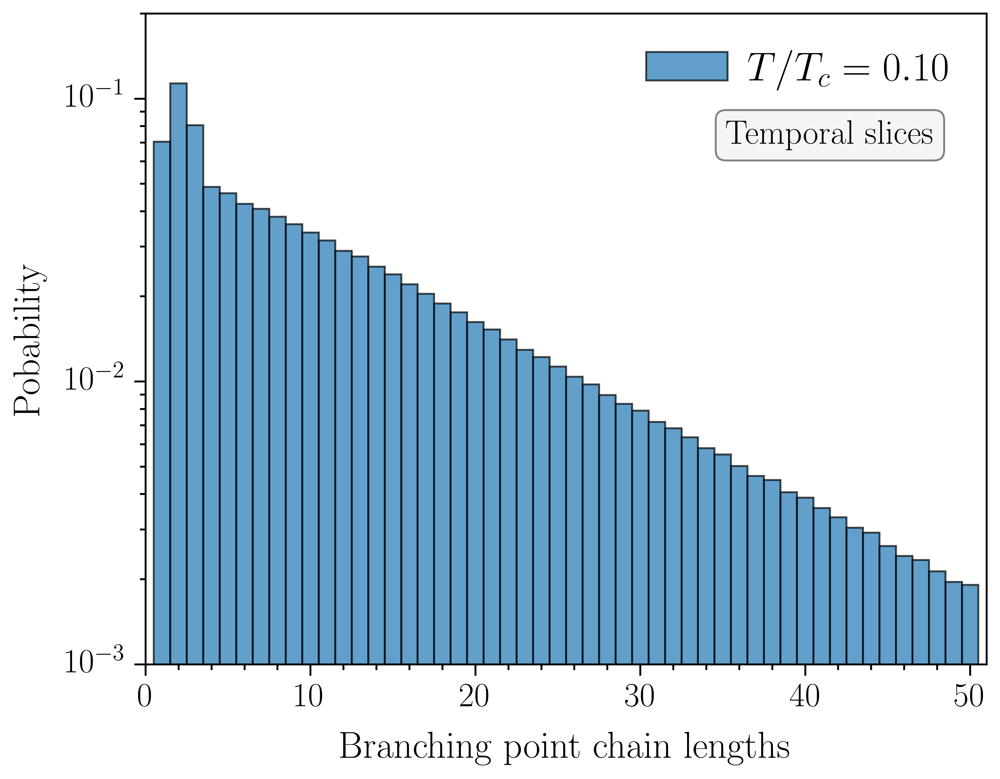 T/T_c = 0.10
Temporal slices
10^{-1}
10^{-2}
10^{-3}
Pobability
0 10 20 30 40 50
Branching point chain lengths